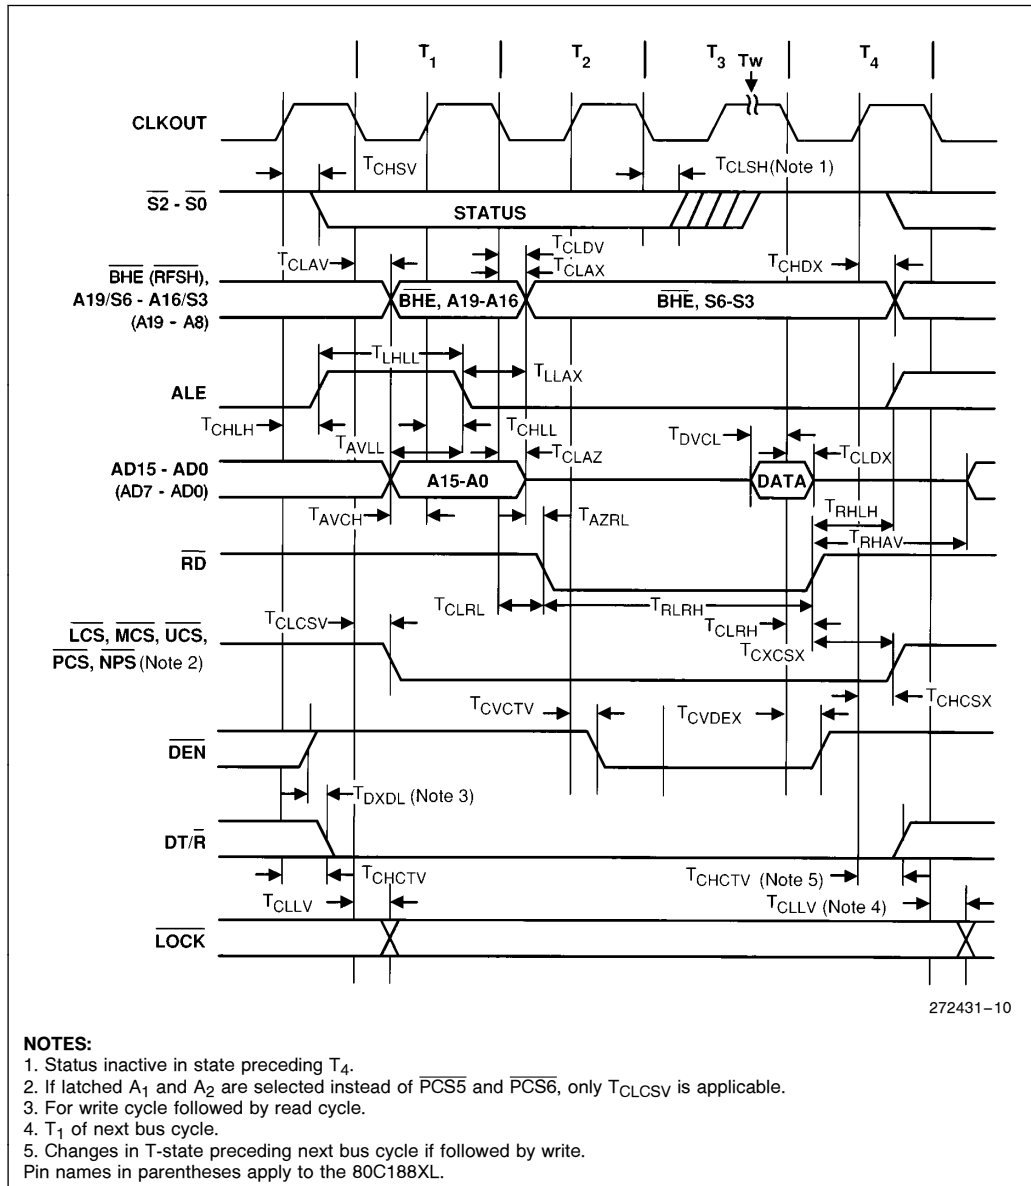 T1 T2 T3 TW T4
CLKOUT
TCHSV TCLSH (Note 1)
S2 - S0 STATUS
TCLDV
TCLAV TCLAX TCHDX
BHE (RFSH),
A19/S6 - A16/S3 BHE, A19-A16 BHE, S6-S3
(A19 - A8)
TLHLL
TLLAX
ALE
TCHLH TCHLL
TAVLL TDVCL
TCLAZ TCLDX
AD15 - AD0 A15-A0 DATA
(AD7 - AD0)
TRHLH
TAVCH TAZRL
TRHAV
RD
TCLRL TRLRH
TCLCSV TCLRH
LCS, MCS, UCS,
TCXCSX
PCS, NPS (Note 2)
TCHCSX
TCVCTV TCVDEX
DEN
TDXDL (Note 3)
DT/R
TCHCTV TCHCTV (Note 5)
TCLLV TCLLV (Note 4)
LOCK
272431-10
NOTES:
1. Status inactive in state preceding T4.
2. If latched A1 and A2 are selected instead of PCS5 and PCS6, only TCLCSV is applicable.
3. For write cycle followed by read cycle.
4. T1 of next bus cycle.
5. Changes in T-state preceding next bus cycle if followed by write.
Pin names in parentheses apply to the 80C188XL.